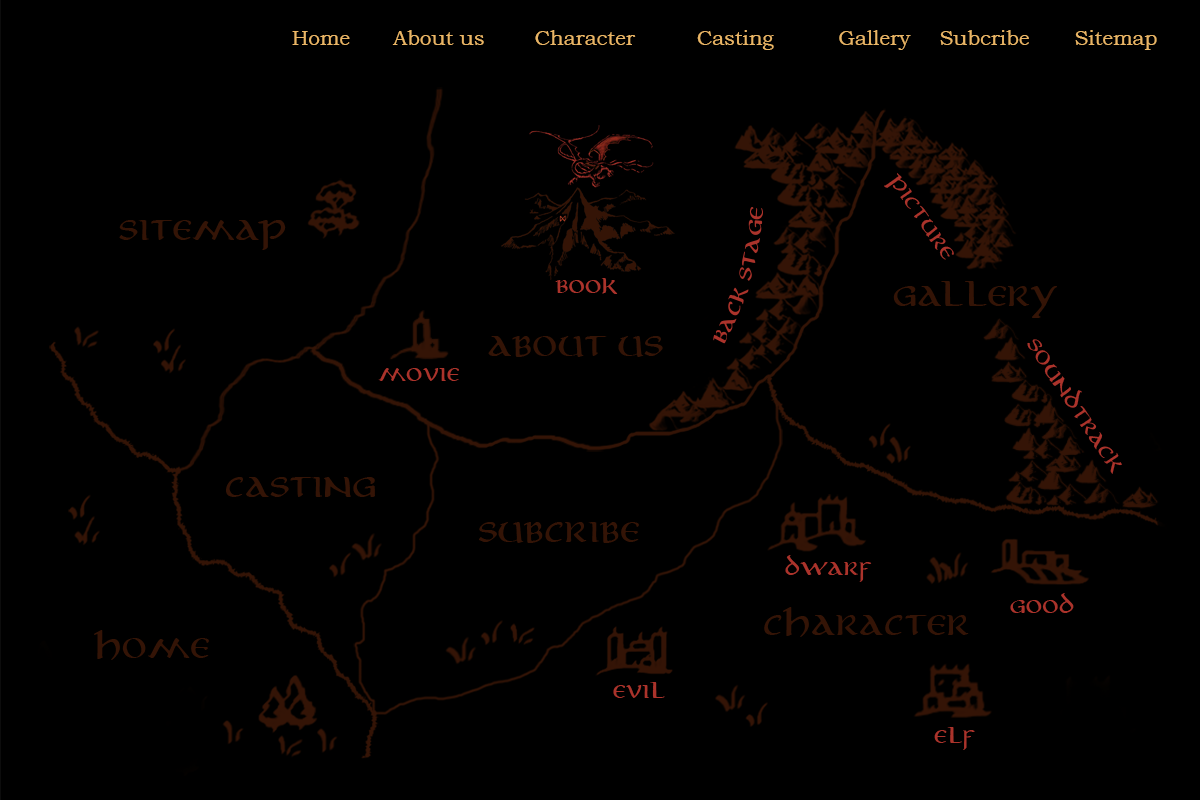 Home About us Character Casting Gallery Subcribe Sitemap
SITEMAP
BOOK
BACK STAGE
PICTURE
GALLERY
ABOUT US
MOVIE
SOUNDTRACK
CASTING
SUBCRIBE
DWARF
GOOD
CHARACTER
HOME
EVIL
ELF